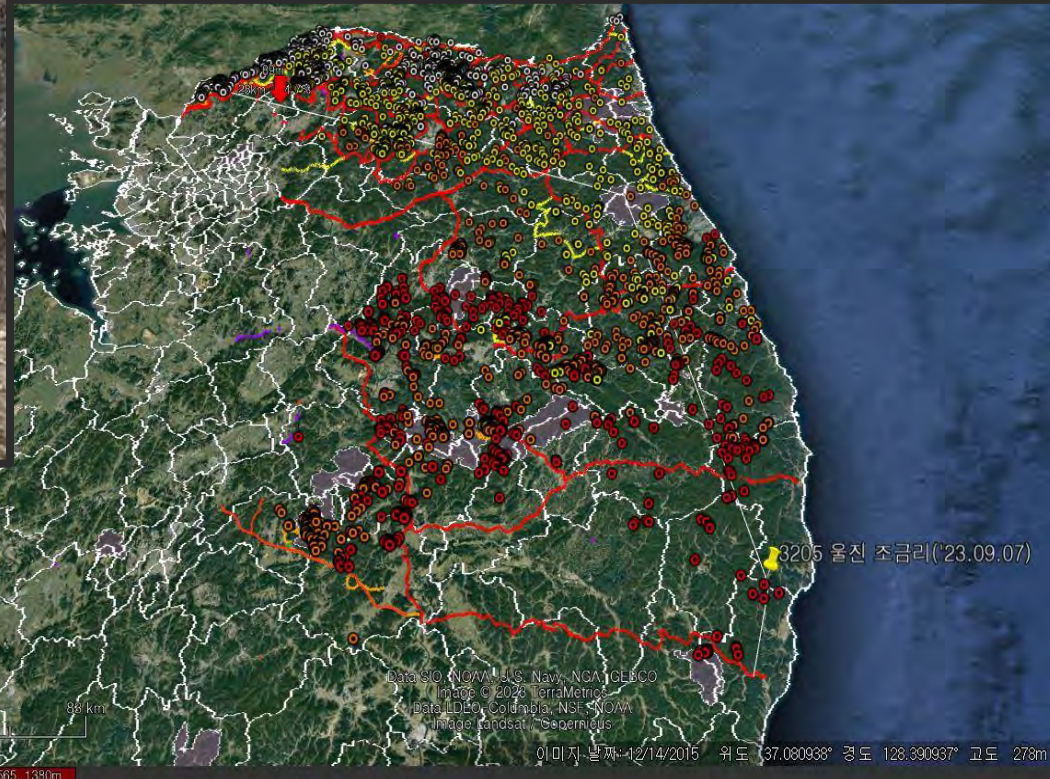 3205 울진 조금리('23.09.07)
Data SIO, NOAA, U.S. Navy, NGA, GEBCO
Image © 2023 TerraMetrics
Data LDEO-Columbia, NSF, NOAA
Image Landsat / Copernicus
이미지 날짜: 12/14/2015 위도 37.080938° 경도 128.390937° 고도 278m
1380m